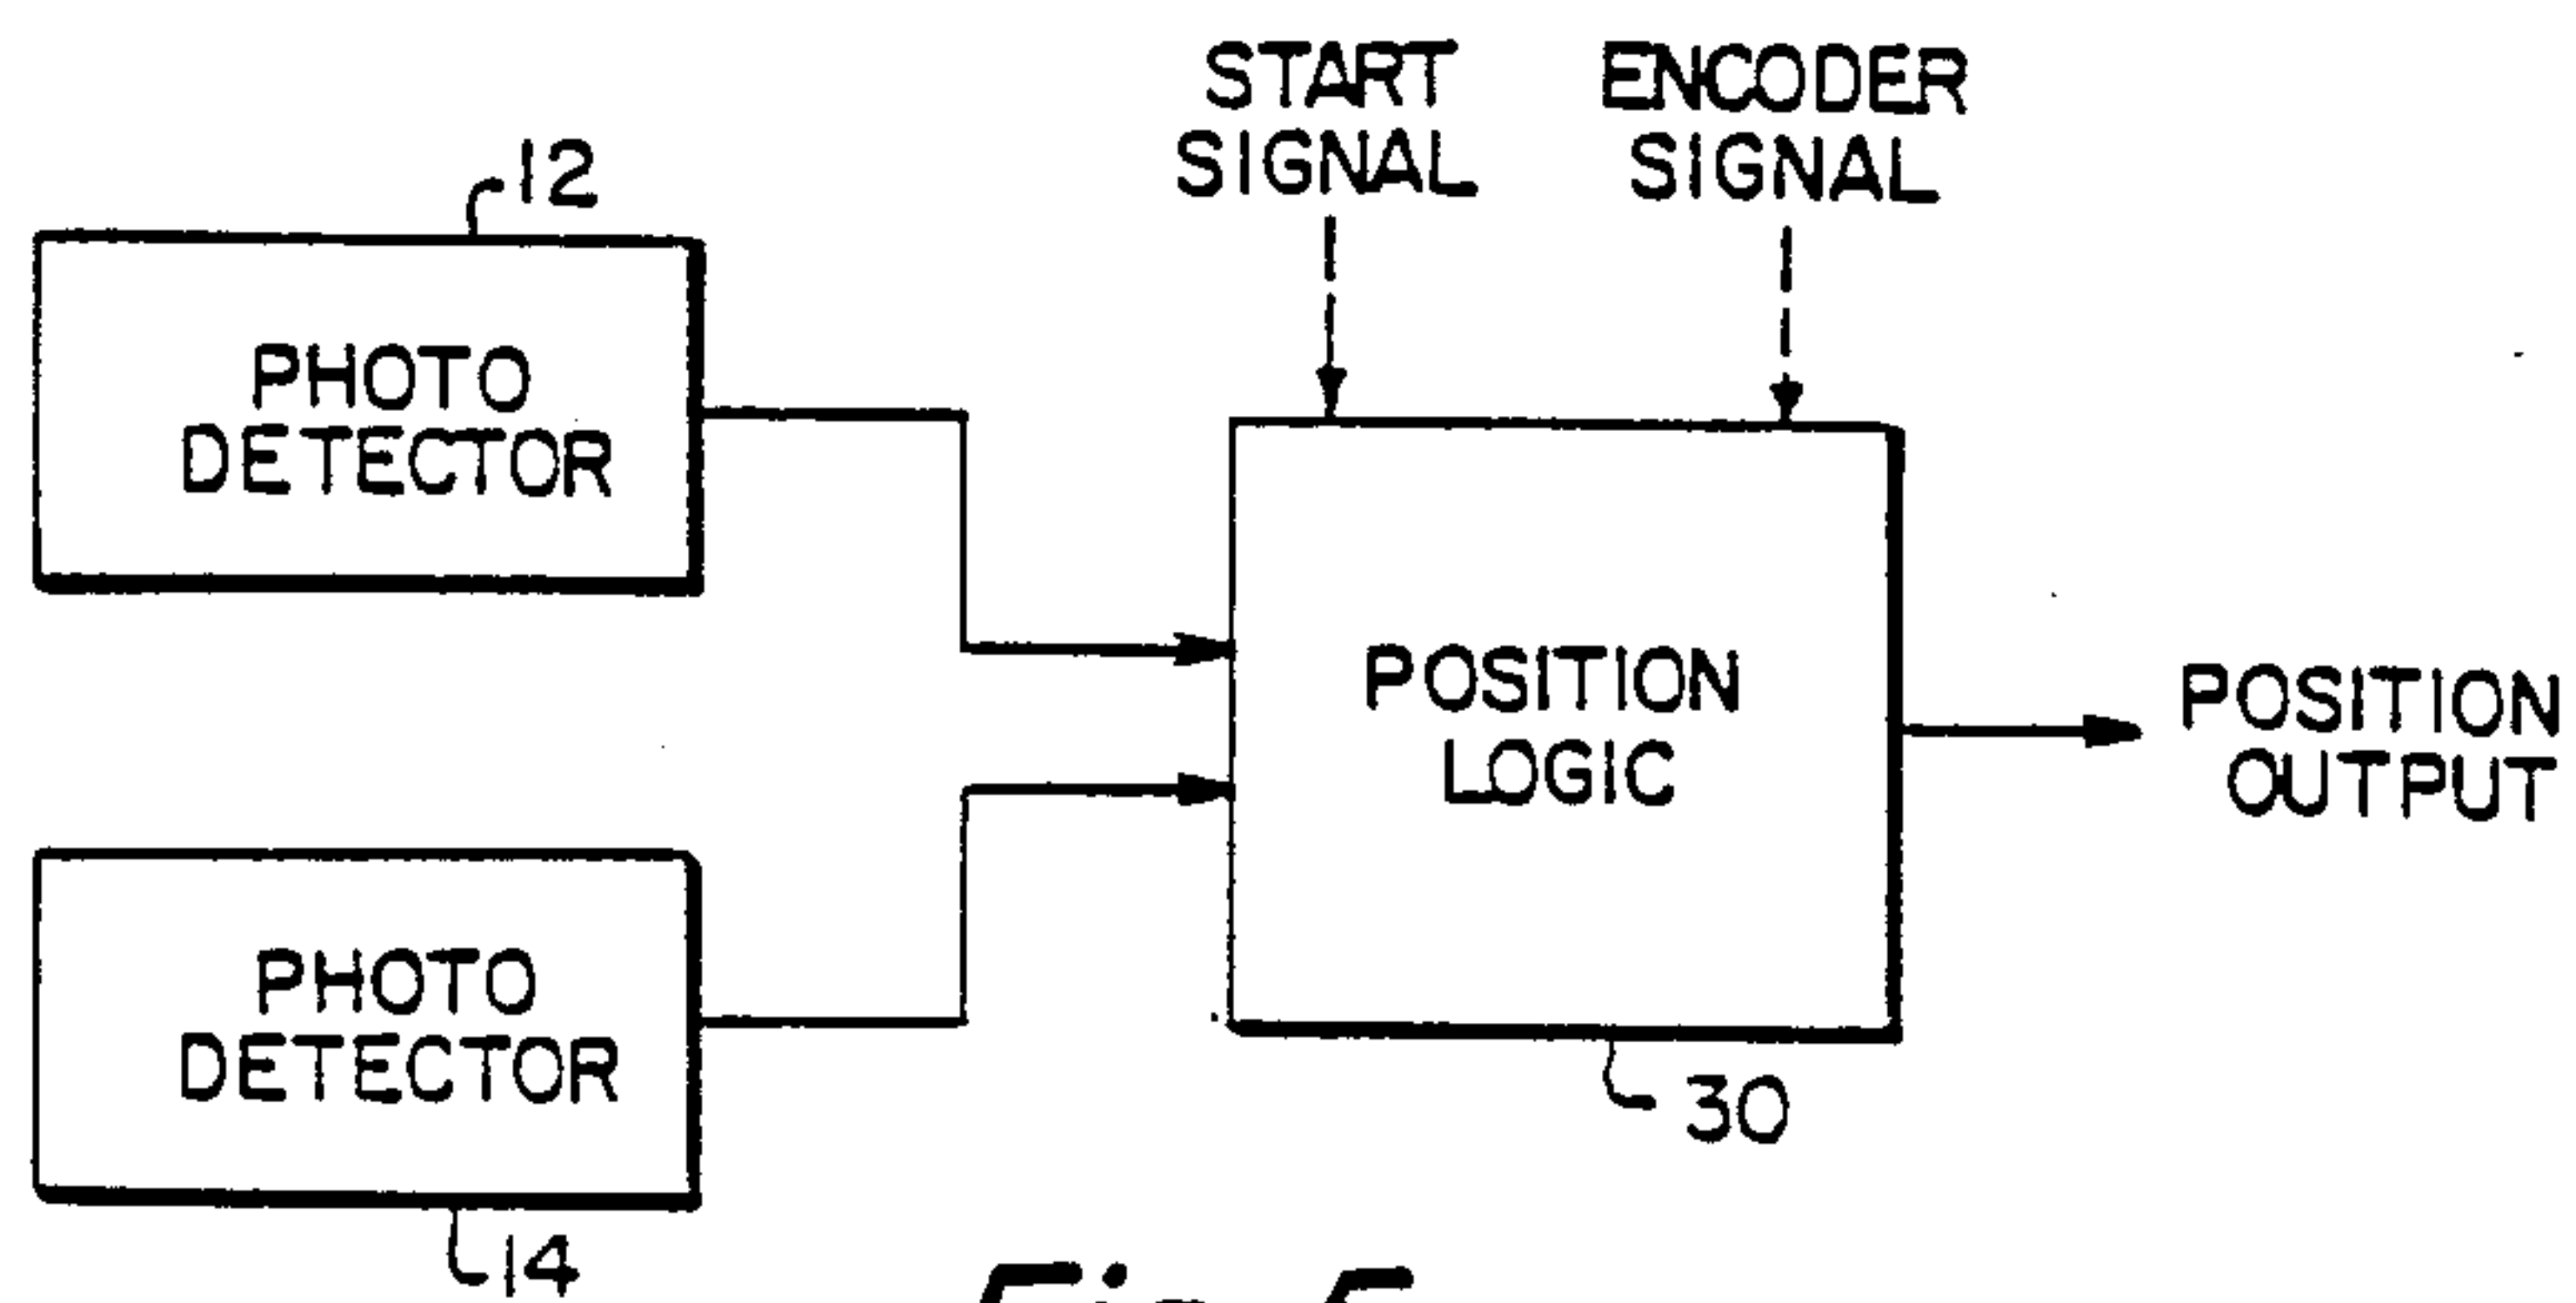 START
SIGNAL
ENCODER
SIGNAL
12
PHOTO
DETECTOR
POSITION
LOGIC
POSITION
OUTPUT
PHOTO
DETECTOR
30
14